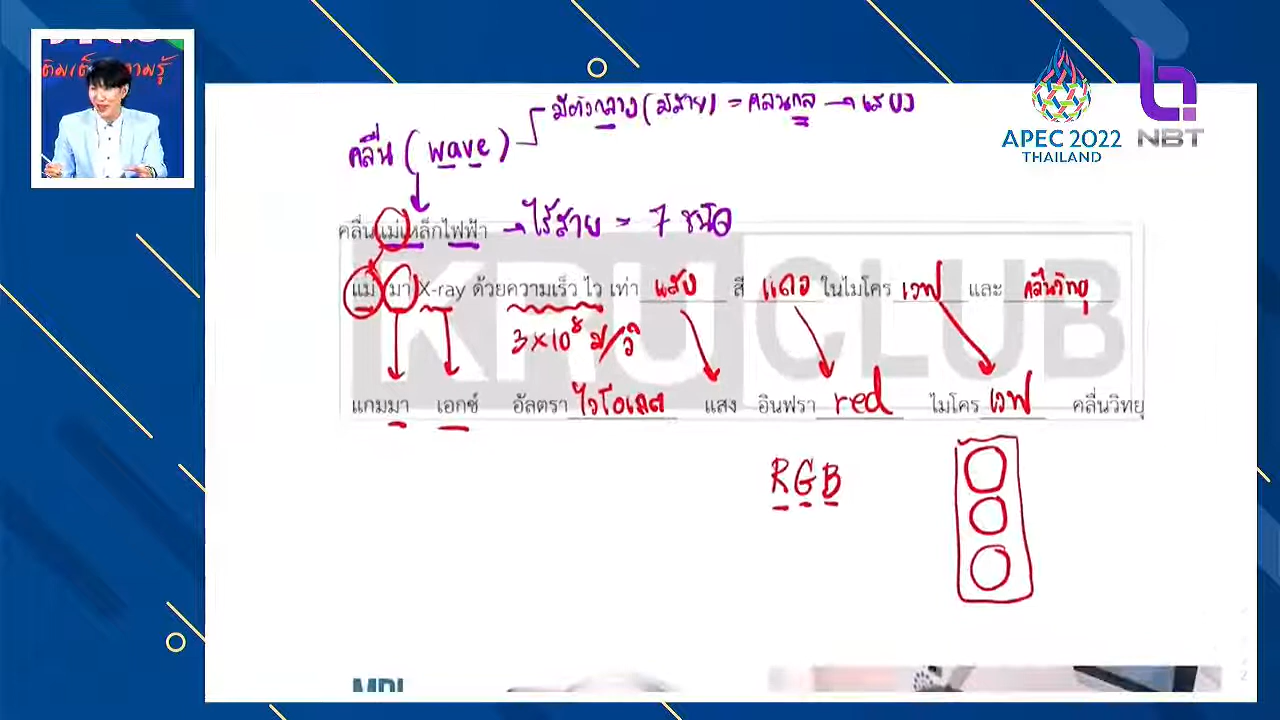 มีตัวกลาง (มีสาย) = คลื่นกล → เสียง
คลื่น (wave)
คลื่นแม่เหล็กไฟฟ้า → ไร้สาย = 7 ชนิด
แม่ มา X-ray ด้วยความเร็ว ไว เท่า แสง สี แดง ในไมโคร เวฟ และ คลื่นวิทยุ
3×10⁸ ม/วิ
แกมมา เอกซ์ อัลตรา ไวโอเลต แสง อินฟรา red ไมโคร เวฟ คลื่นวิทยุ
RGB
KRU CLUB
APEC 2022
THAILAND
NBT
MRI